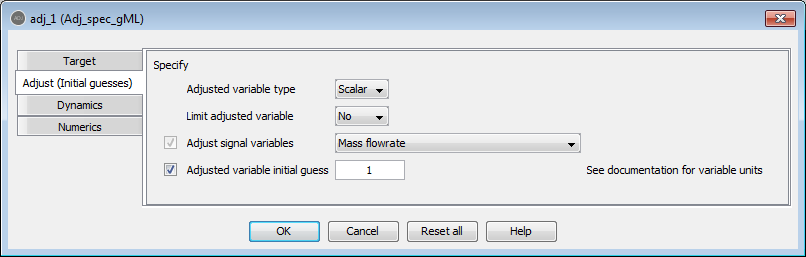 ADJ adj_1 (Adj_spec_gML)
Target
Adjust (Initial guesses)
Dynamics
Numerics
Specify
Adjusted variable type Scalar
Limit adjusted variable No
Adjust signal variables Mass flowrate
Adjusted variable initial guess 1 See documentation for variable units
OK Cancel Reset all Help